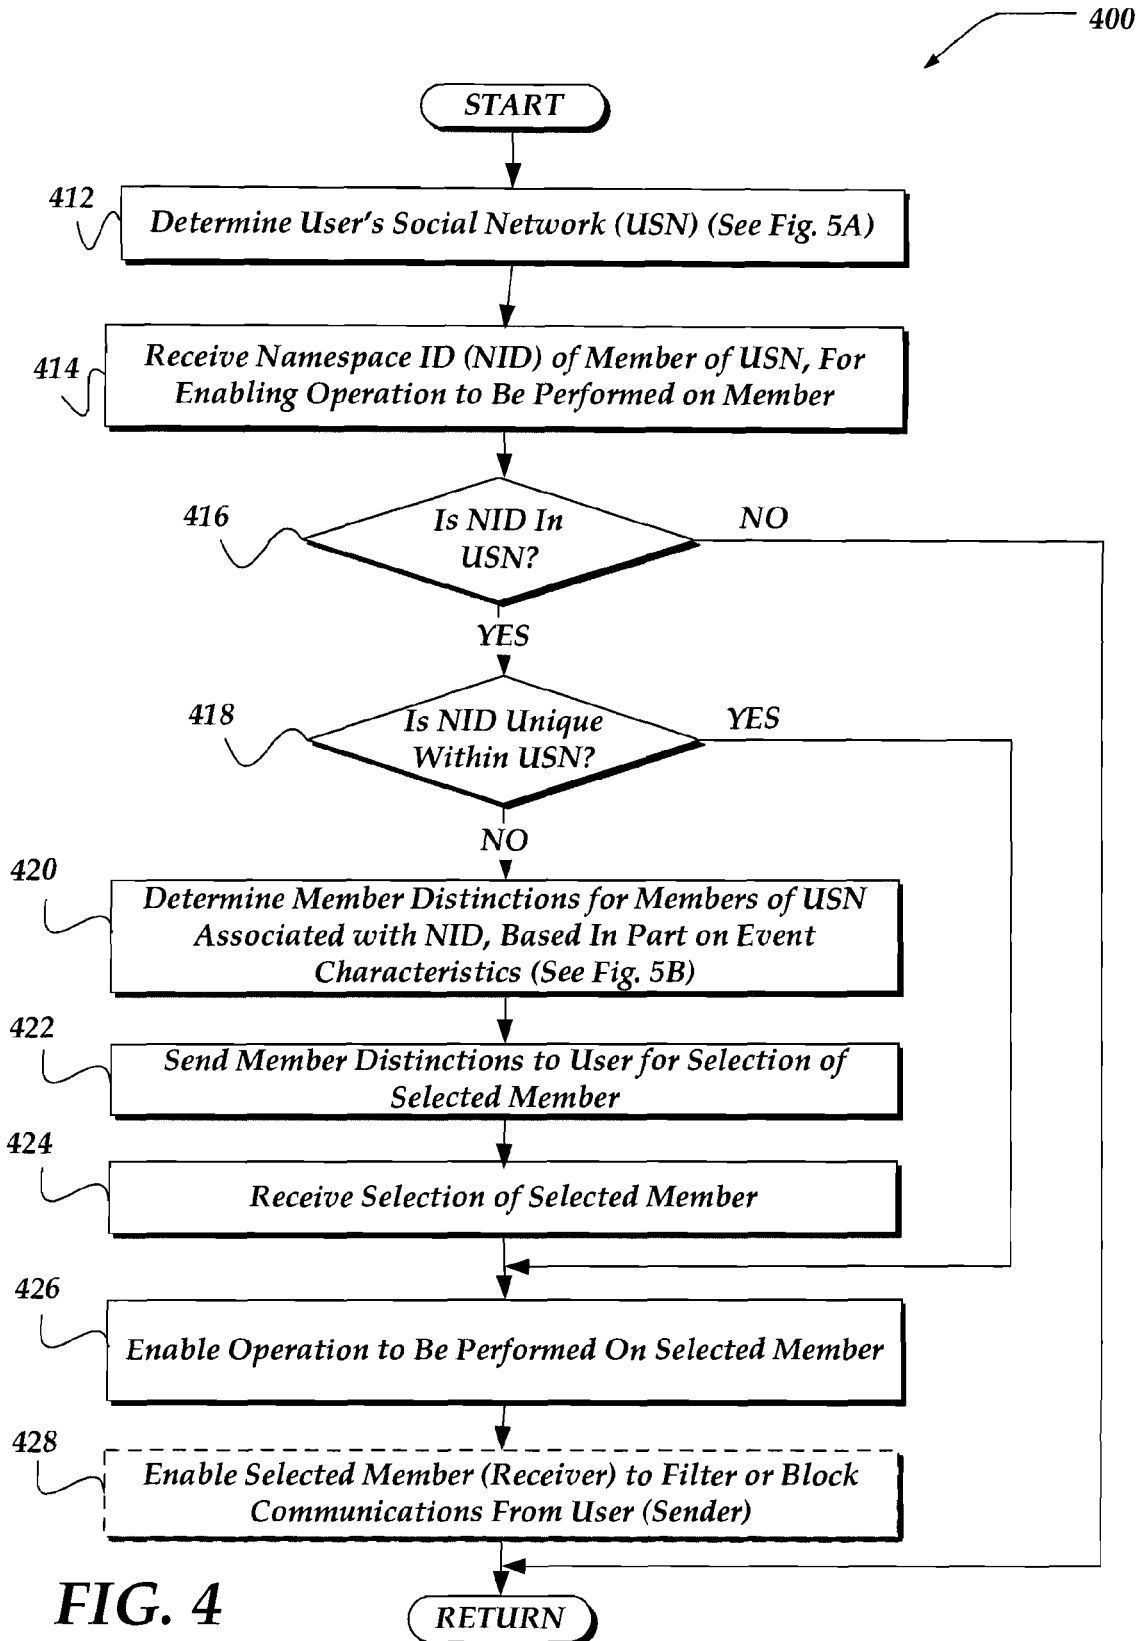 400
START
412
Determine User's Social Network (USN) (See Fig. 5A)
414
Receive Namespace ID (NID) of Member of USN, For
Enabling Operation to Be Performed on Member
416
Is NID In
USN?
NO
YES
418
Is NID Unique
Within USN?
YES
NO
420
Determine Member Distinctions for Members of USN
Associated with NID, Based In Part on Event
Characteristics (See Fig. 5B)
422
Send Member Distinctions to User for Selection of
Selected Member
424
Receive Selection of Selected Member
426
Enable Operation to Be Performed On Selected Member
428
Enable Selected Member (Receiver) to Filter or Block
Communications From User (Sender)
FIG. 4
RETURN